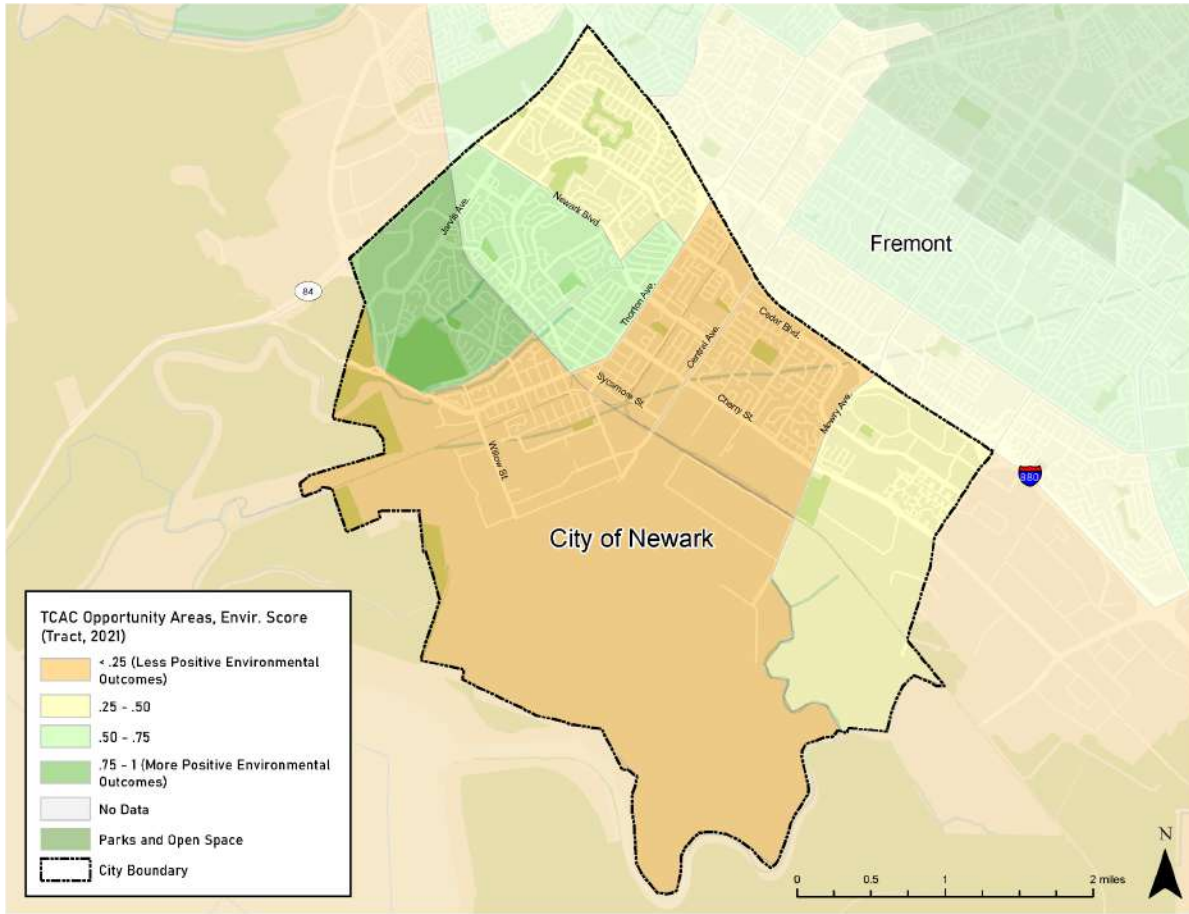 Jarvis Ave.
Newark Blvd.
Fremont
84
Thorton Ave.
Cedar Blvd.
Central Ave.
Sycamore St.
Cherry St.
Mowry Ave.
Willow St.
880
City of Newark
TCAC Opportunity Areas, Envir. Score
(Tract, 2021)
< .25 (Less Positive Environmental
Outcomes)
.25 - .50
.50 - .75
.75 - 1 (More Positive Environmental
Outcomes)
No Data
Parks and Open Space
City Boundary
N
0 0.5 1 2 miles